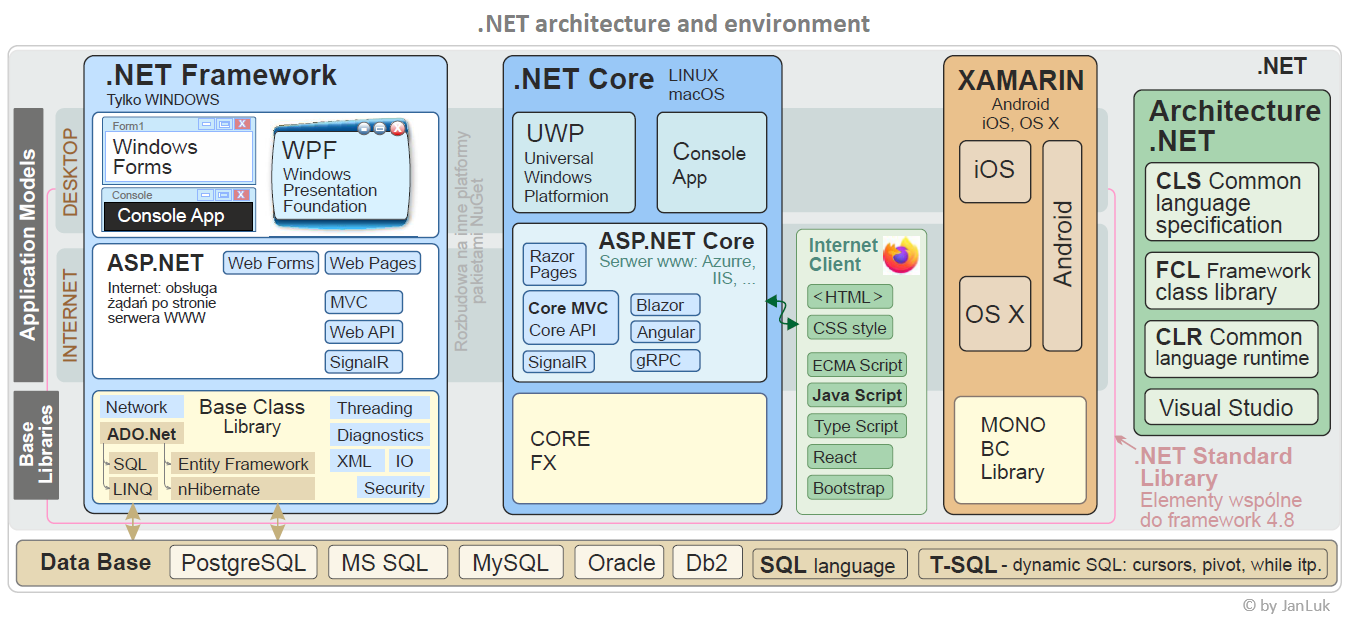 .NET architecture and environment
.NET
Application Models
DESKTOP
INTERNET
Base
Libraries
.NET Framework
Tylko WINDOWS
Form1
Windows
Forms
Console
Console App
WPF
Windows
Presentation
Foundation
ASP.NET
Web Forms
Web Pages
Internet: obsługa
żądań po stronie
serwera WWW
MVC
Web API
SignalR
Network
Base Class
Library
ADO.Net
SQL
LINQ
Entity Framework
nHibernate
Threading
Diagnostics
XML
IO
Security
Rozbudowa na inne platformy
pakietami NuGet
.NET Core
LINUX
macOS
UWP
Universal
Windows
Platformion
Console
App
ASP.NET Core
Serwer www: Azurre,
IIS, ...
Razor
Pages
Core MVC
Core API
SignalR
Blazor
Angular
gRPC
CORE
FX
Internet
Client
<HTML>
CSS style
ECMA Script
Java Script
Type Script
React
Bootstrap
XAMARIN
Android
iOS, OS X
iOS
OS X
Android
MONO
BC
Library
Architecture
.NET
CLS Common
language
specification
FCL Framework
class library
CLR Common
language runtime
Visual Studio
.NET Standard
Library
Elementy wspólne
do framework 4.8
Data Base
PostgreSQL
MS SQL
MySQL
Oracle
Db2
SQL language
T-SQL - dynamic SQL: cursors, pivot, while itp.
© by JanLuk